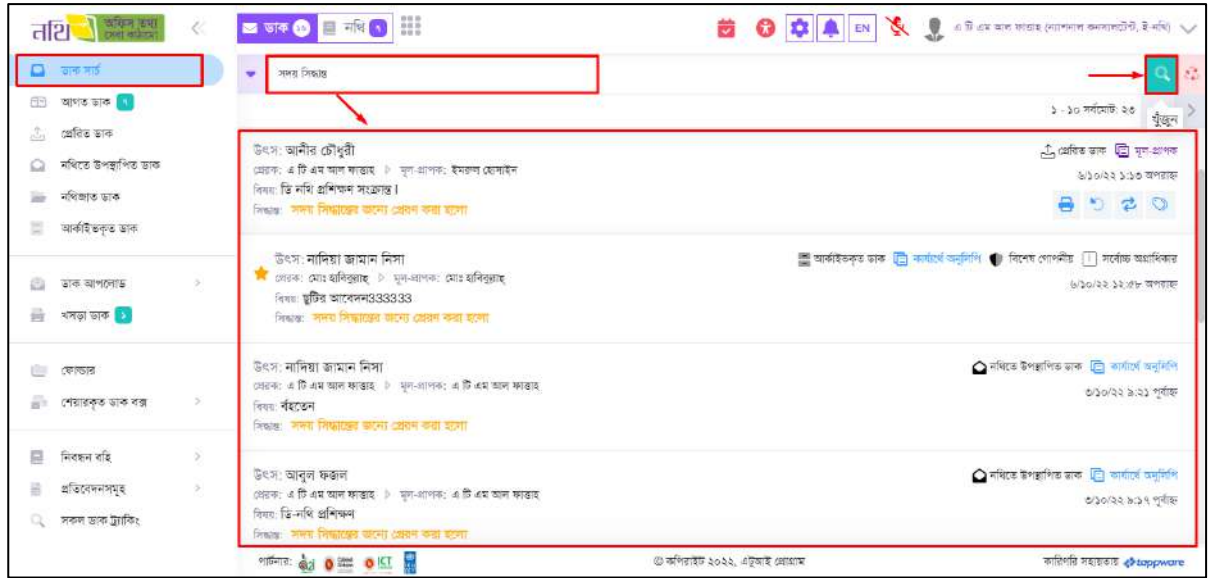 নথি
অফিস তথ্য
সেবা কাঠামো
ডাক ১০ নথি ৭
EN
এ টি এম আল ফাত্তাহ (ন্যাশনাল কনসালটেন্ট, ই-নথি)
ডাক সার্চ
আগত ডাক ৭
প্রেরিত ডাক
নথিতে উপস্থাপিত ডাক
নথিজাত ডাক
আর্কাইভকৃত ডাক
ডাক আপলোড
খসড়া ডাক ১
ফোল্ডার
শেয়ারকৃত ডাক বক্স
নিবন্ধন বহি
প্রতিবেদনসমূহ
সকল ডাক ট্র্যাকিং
সদয় সিদ্ধান্ত
১ - ১০ সর্বমোট: ২৩
খুঁজুন
উৎস: আনীর চৌধুরী
প্রেরিত ডাক মূল-প্রাপক
প্রেরক: এ টি এম আল ফাত্তাহ মূল-প্রাপক: ইমরুল হোসাইন
৬/১০/২২ ১:১৩ অপরাহ্ন
বিষয়: ডি নথি প্রশিক্ষণ সংক্রান্ত।
সিদ্ধান্ত: সদয় সিদ্ধান্তের জন্যে প্রেরণ করা হলো
উৎস: নাদিয়া জামান নিসা
আর্কাইভকৃত ডাক কার্যার্থে অনুলিপি বিশেষ গোপনীয় সর্বোচ্চ অগ্রাধিকার
প্রেরক: মোঃ হাবিবুল্লাহ্ মূল-প্রাপক: মোঃ হাবিবুল্লাহ্
৬/১০/২২ ১২:৫৮ অপরাহ্ন
বিষয়: ছুটির আবেদন333333
সিদ্ধান্ত: সদয় সিদ্ধান্তের জন্যে প্রেরণ করা হলো
উৎস: নাদিয়া জামান নিসা
নথিতে উপস্থাপিত ডাক কার্যার্থে অনুলিপি
প্রেরক: এ টি এম আল ফাত্তাহ মূল-প্রাপক: এ টি এম আল ফাত্তাহ
৩/১০/২২ ৯:২১ পূর্বাহ্ন
বিষয়: র্বহতেন
সিদ্ধান্ত: সদয় সিদ্ধান্তের জন্যে প্রেরণ করা হলো
উৎস: আবুল ফজল
নথিতে উপস্থাপিত ডাক কার্যার্থে অনুলিপি
প্রেরক: এ টি এম আল ফাত্তাহ মূল-প্রাপক: এ টি এম আল ফাত্তাহ
৩/১০/২২ ৯:১৭ পূর্বাহ্ন
বিষয়: ডি-নথি প্রশিক্ষণ
সিদ্ধান্ত: সদয় সিদ্ধান্তের জন্যে প্রেরণ করা হলো
পার্টনার: ICT
© কপিরাইট ২০২২, এটুআই প্রোগ্রাম
কারিগরি সহায়তায় tappware